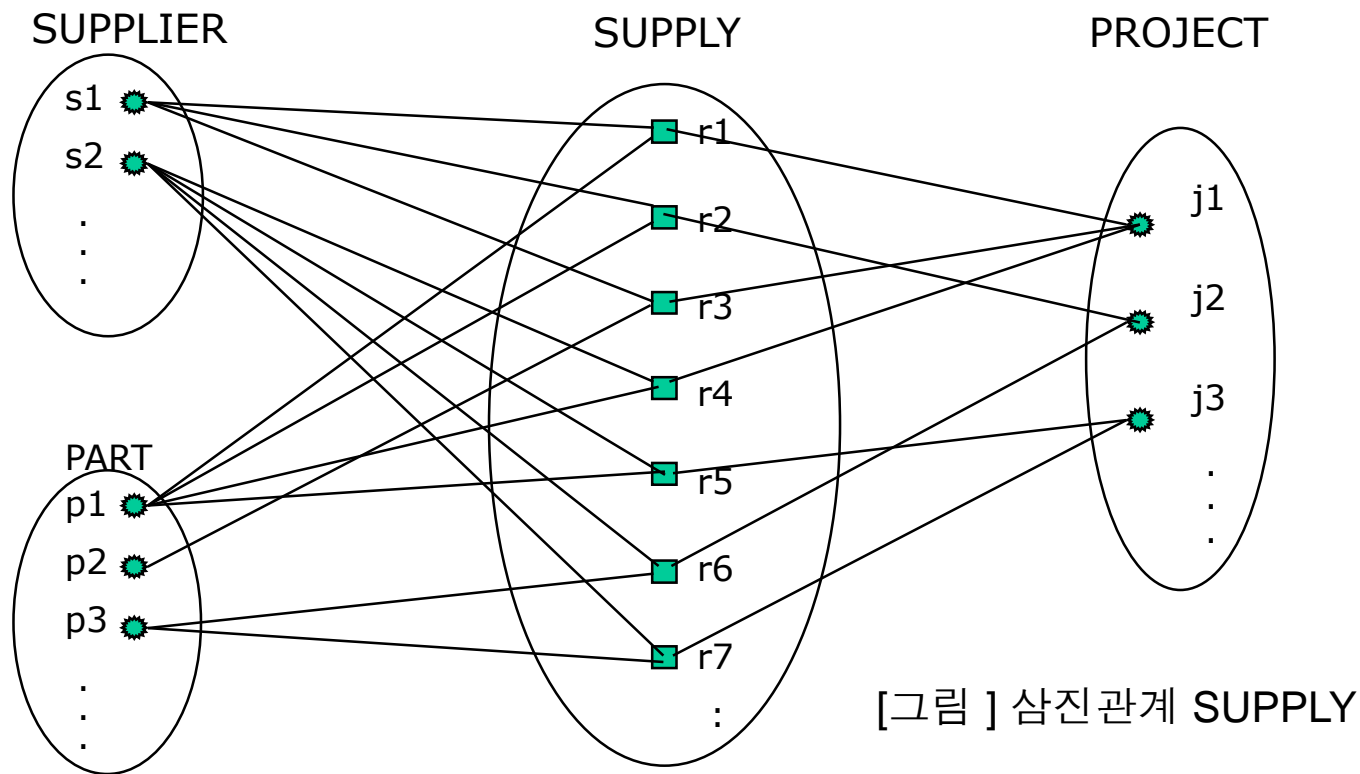 SUPPLIER
SUPPLY
PROJECT
s1
s2
.
.
.
PART
p1
p2
p3
.
.
.
r1
r2
r3
r4
r5
r6
r7
:
j1
j2
j3
.
.
.
[그림 ] 삼진관계 SUPPLY